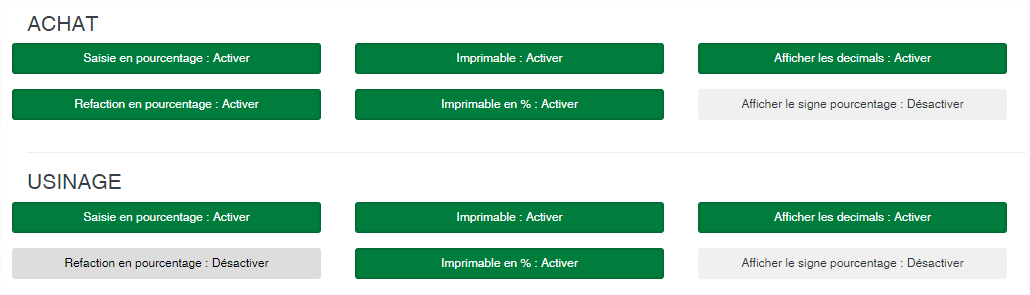 ACHAT
Saisie en pourcentage : Activer
Imprimable : Activer
Afficher les decimals : Activer
Refaction en pourcentage : Activer
Imprimable en % : Activer
Afficher le signe pourcentage : Désactiver
USINAGE
Saisie en pourcentage : Activer
Imprimable : Activer
Afficher les decimals : Activer
Refaction en pourcentage : Désactiver
Imprimable en % : Activer
Afficher le signe pourcentage : Désactiver